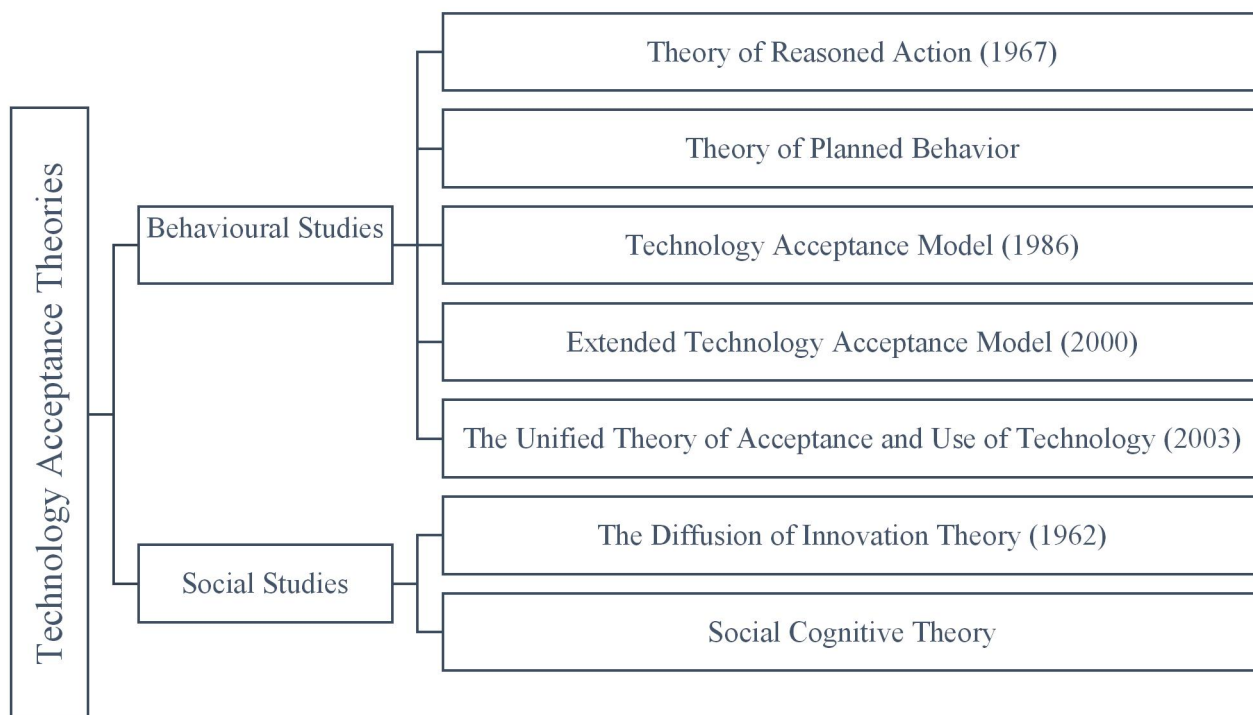 Technology Acceptance Theories
Behavioural Studies
Theory of Reasoned Action (1967)
Theory of Planned Behavior
Technology Acceptance Model (1986)
Extended Technology Acceptance Model (2000)
The Unified Theory of Acceptance and Use of Technology (2003)
Social Studies
The Diffusion of Innovation Theory (1962)
Social Cognitive Theory